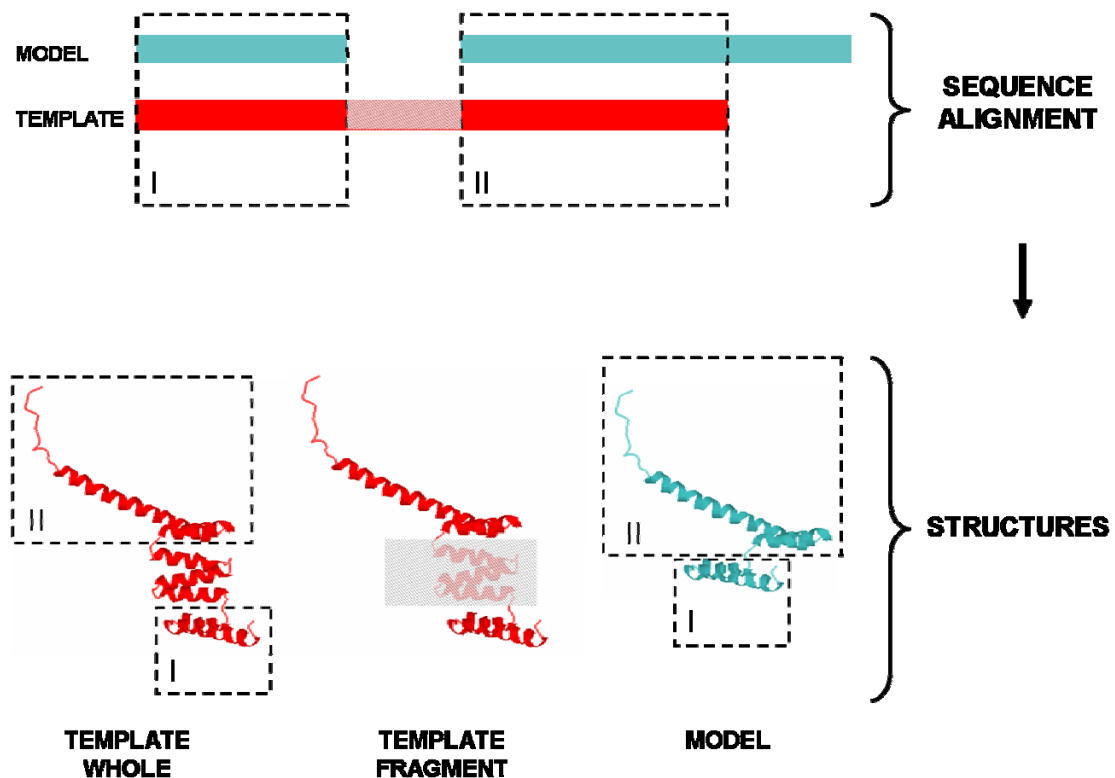 MODEL
TEMPLATE
I
II
SEQUENCE
ALIGNMENT
II
I
II
I
STRUCTURES
TEMPLATE
WHOLE
TEMPLATE
FRAGMENT
MODEL